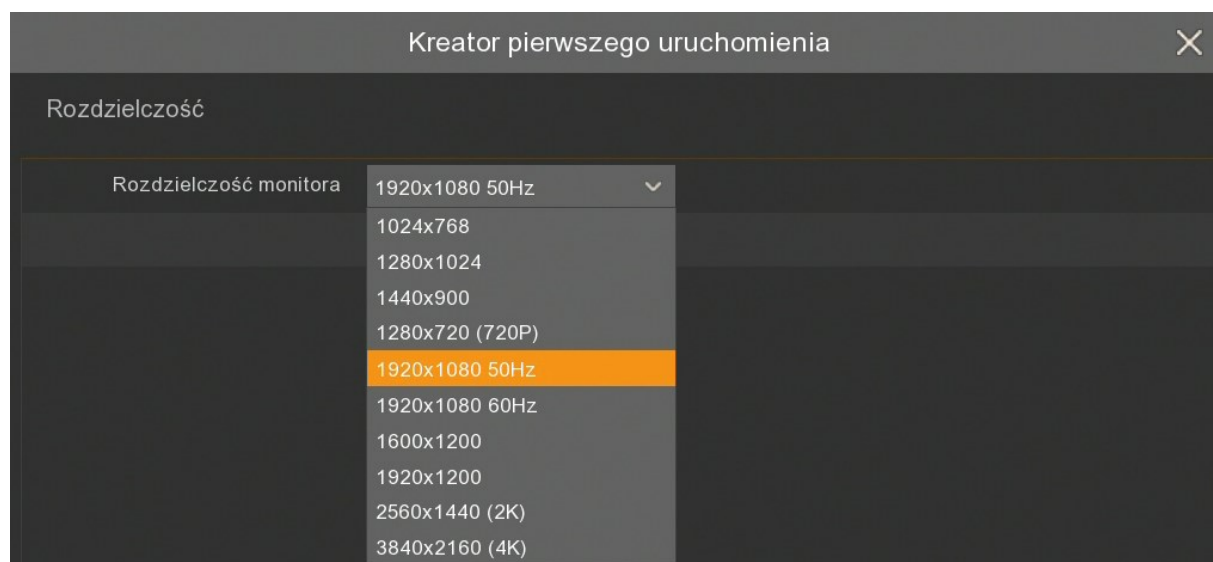 Kreator pierwszego uruchomienia
Rozdzielczość
Rozdzielczość monitora 1920x1080 50Hz
1024x768
1280x1024
1440x900
1280x720 (720P)
1920x1080 50Hz
1920x1080 60Hz
1600x1200
1920x1200
2560x1440 (2K)
3840x2160 (4K)